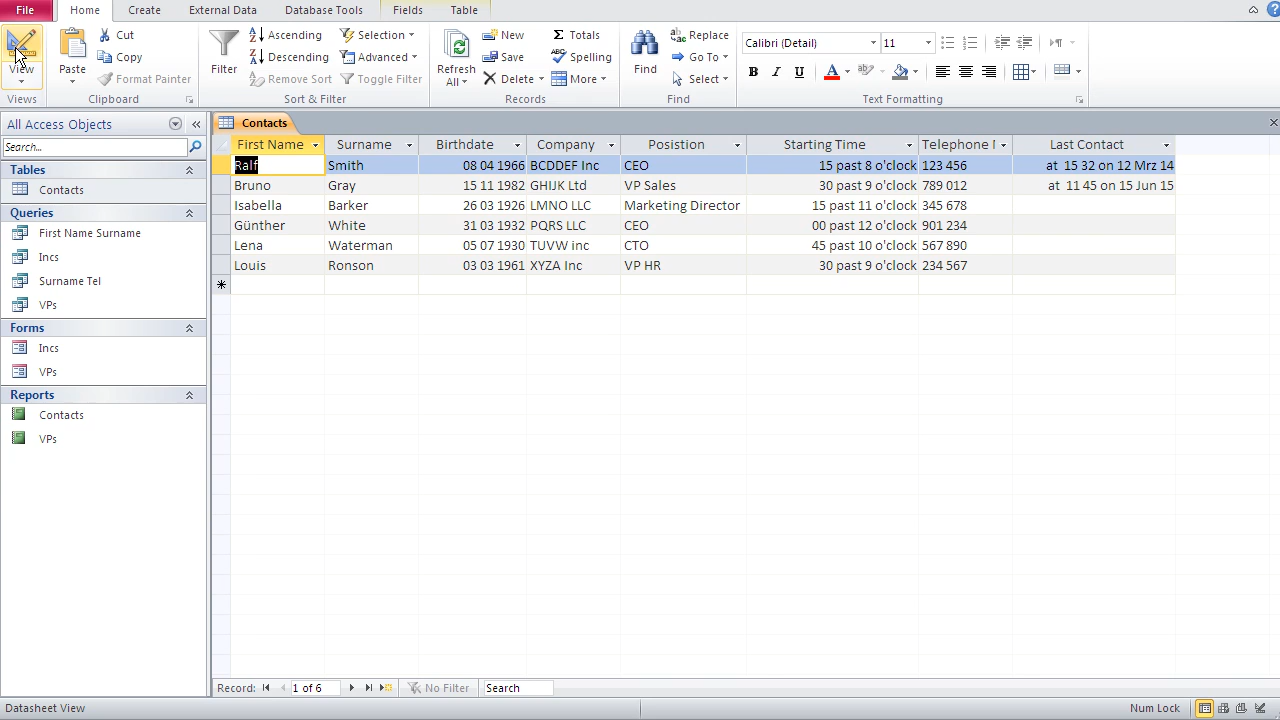 File Home Create External Data Database Tools Fields Table
View
Views
Paste
Cut
Copy
Format Painter
Clipboard
Filter
Ascending
Descending
Remove Sort
Selection
Advanced
Toggle Filter
Sort & Filter
Refresh
All
New
Save
Delete
Totals
Spelling
More
Records
Find
Replace
Go To
Select
Find
Calibri (Detail) 11
B I U A
Text Formatting
All Access Objects
Search...
Tables
Contacts
Queries
First Name Surname
Incs
Surname Tel
VPs
Forms
Incs
VPs
Reports
Contacts
VPs
Contacts
First Name Surname Birthdate Company Posistion Starting Time Telephone Last Contact
Ralf Smith 08 04 1966 BCDDEF Inc CEO 15 past 8 o'clock 123 456 at 15 32 on 12 Mrz 14
Bruno Gray 15 11 1982 GHIJK Ltd VP Sales 30 past 9 o'clock 789 012 at 11 45 on 15 Jun 15
Isabella Barker 26 03 1926 LMNO LLC Marketing Director 15 past 11 o'clock 345 678
Günther White 31 03 1932 PQRS LLC CEO 00 past 12 o'clock 901 234
Lena Waterman 05 07 1930 TUVW inc CTO 45 past 10 o'clock 567 890
Louis Ronson 03 03 1961 XYZA Inc VP HR 30 past 9 o'clock 234 567
Record: 1 of 6 No Filter Search
Datasheet View Num Lock